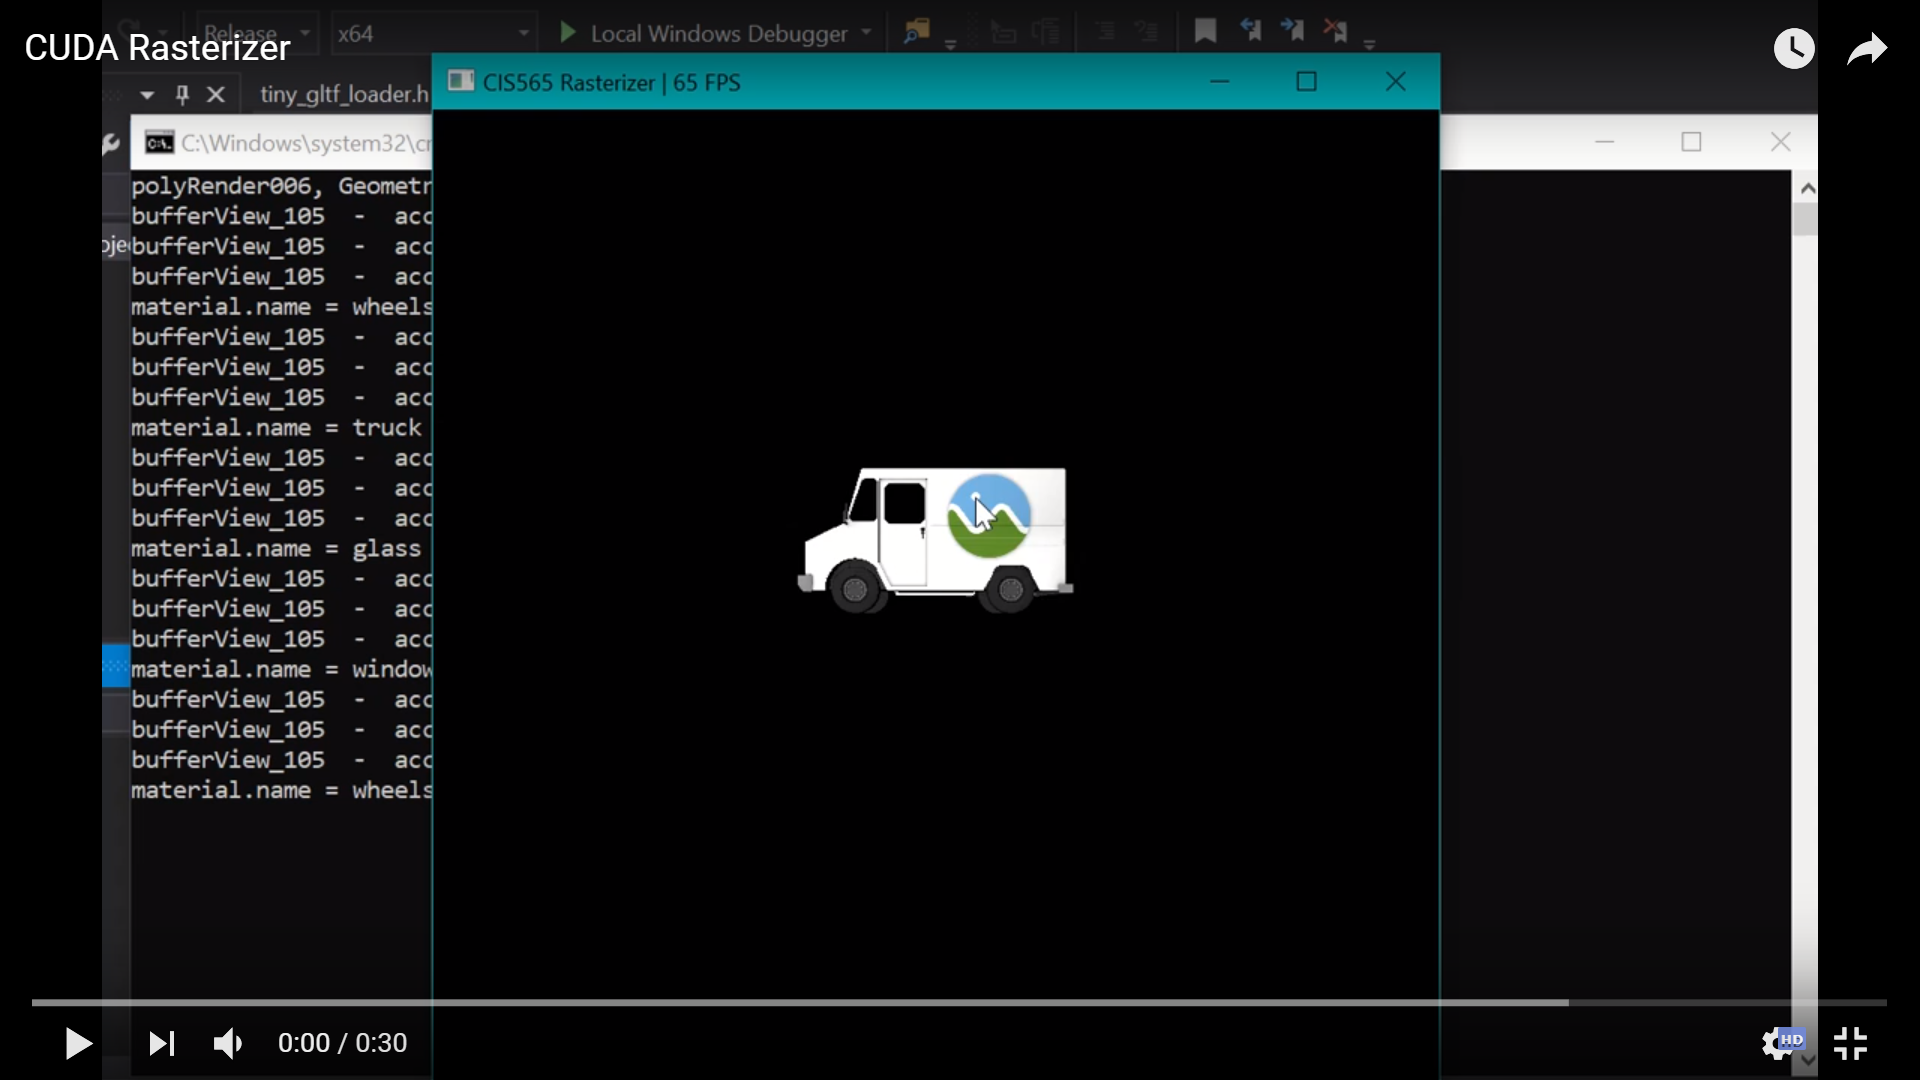 CUDA Rasterizer
Release
x64
Local Windows Debugger
tiny_gltf_loader.h
CIS565 Rasterizer | 65 FPS
C:\Windows\system32\c
polyRender006, Geometr
bufferView_105 - acc
bufferView_105 - acc
bufferView_105 - acc
material.name = wheels
bufferView_105 - acc
bufferView_105 - acc
bufferView_105 - acc
material.name = truck
bufferView_105 - acc
bufferView_105 - acc
bufferView_105 - acc
material.name = glass
bufferView_105 - acc
bufferView_105 - acc
bufferView_105 - acc
material.name = window
bufferView_105 - acc
bufferView_105 - acc
bufferView_105 - acc
material.name = wheels
0:00 / 0:30
HD